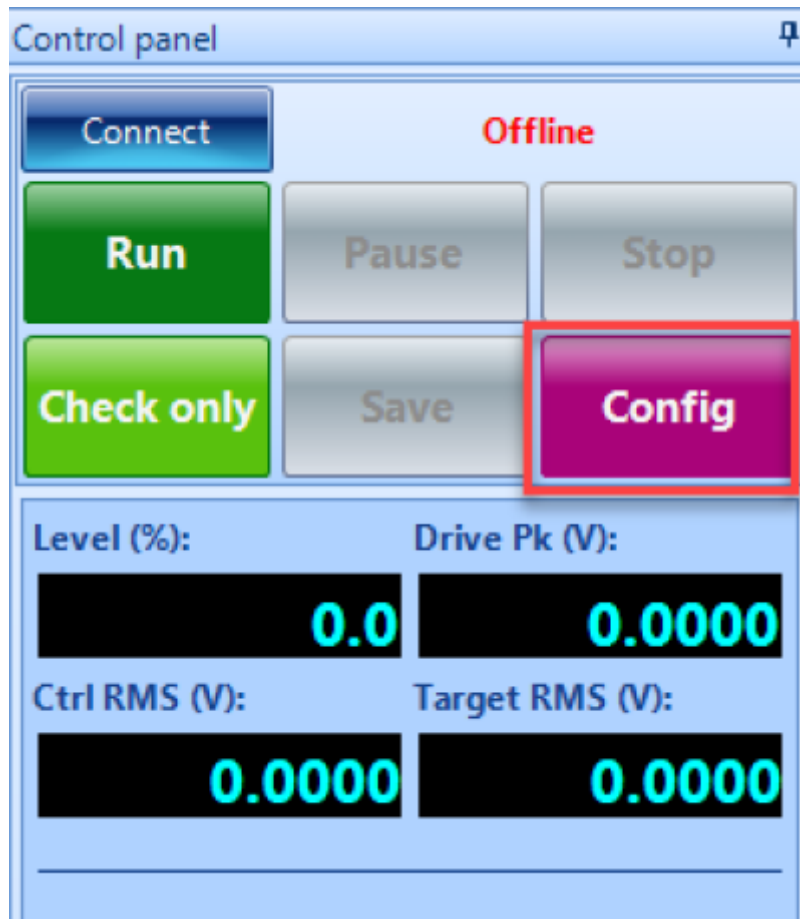 Control panel
Connect Offline
Run Pause Stop
Check only Save Config
Level (%): Drive Pk (V):
0.0 0.0000
Ctrl RMS (V): Target RMS (V):
0.0000 0.0000